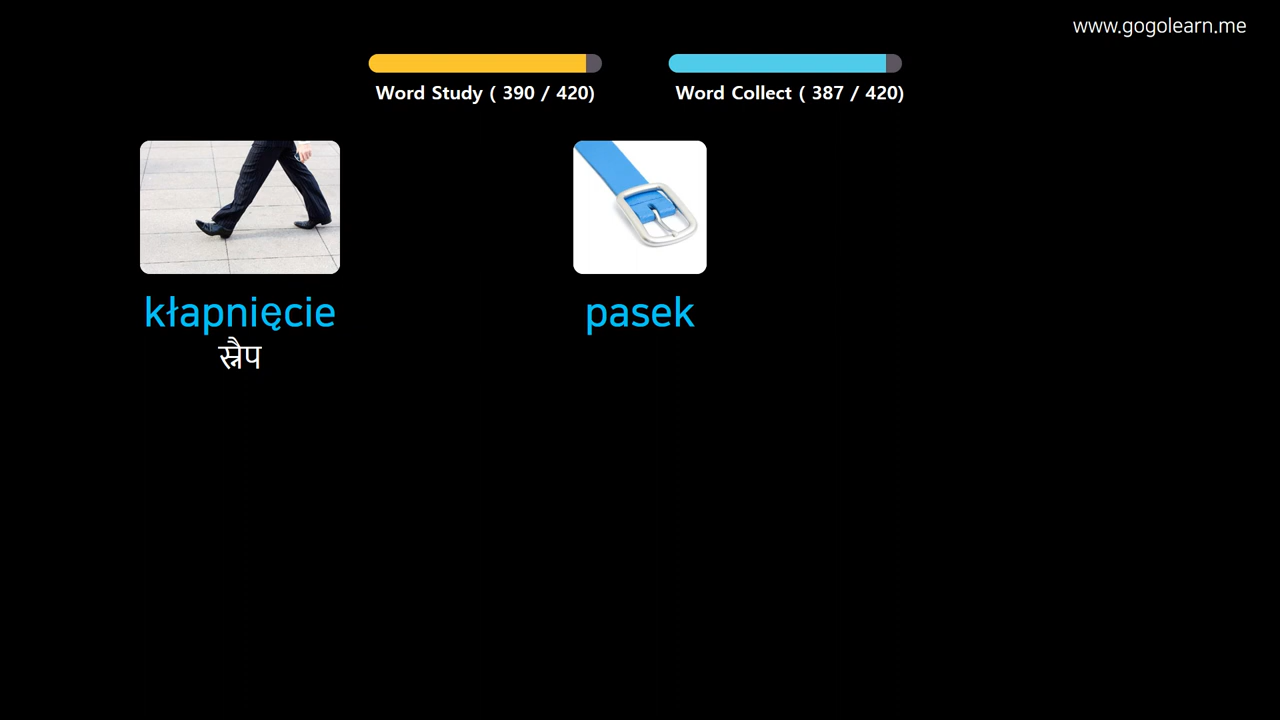 www.gogolearn.me
Word Study ( 390 / 420)
Word Collect ( 387 / 420)
kłapnięcie
स्नैप
pasek